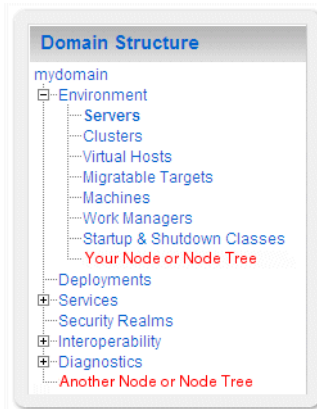 Domain Structure
mydomain
Environment
Servers
Clusters
Virtual Hosts
Migratable Targets
Machines
Work Managers
Startup & Shutdown Classes
Your Node or Node Tree
Deployments
Services
Security Realms
Interoperability
Diagnostics
Another Node or Node Tree